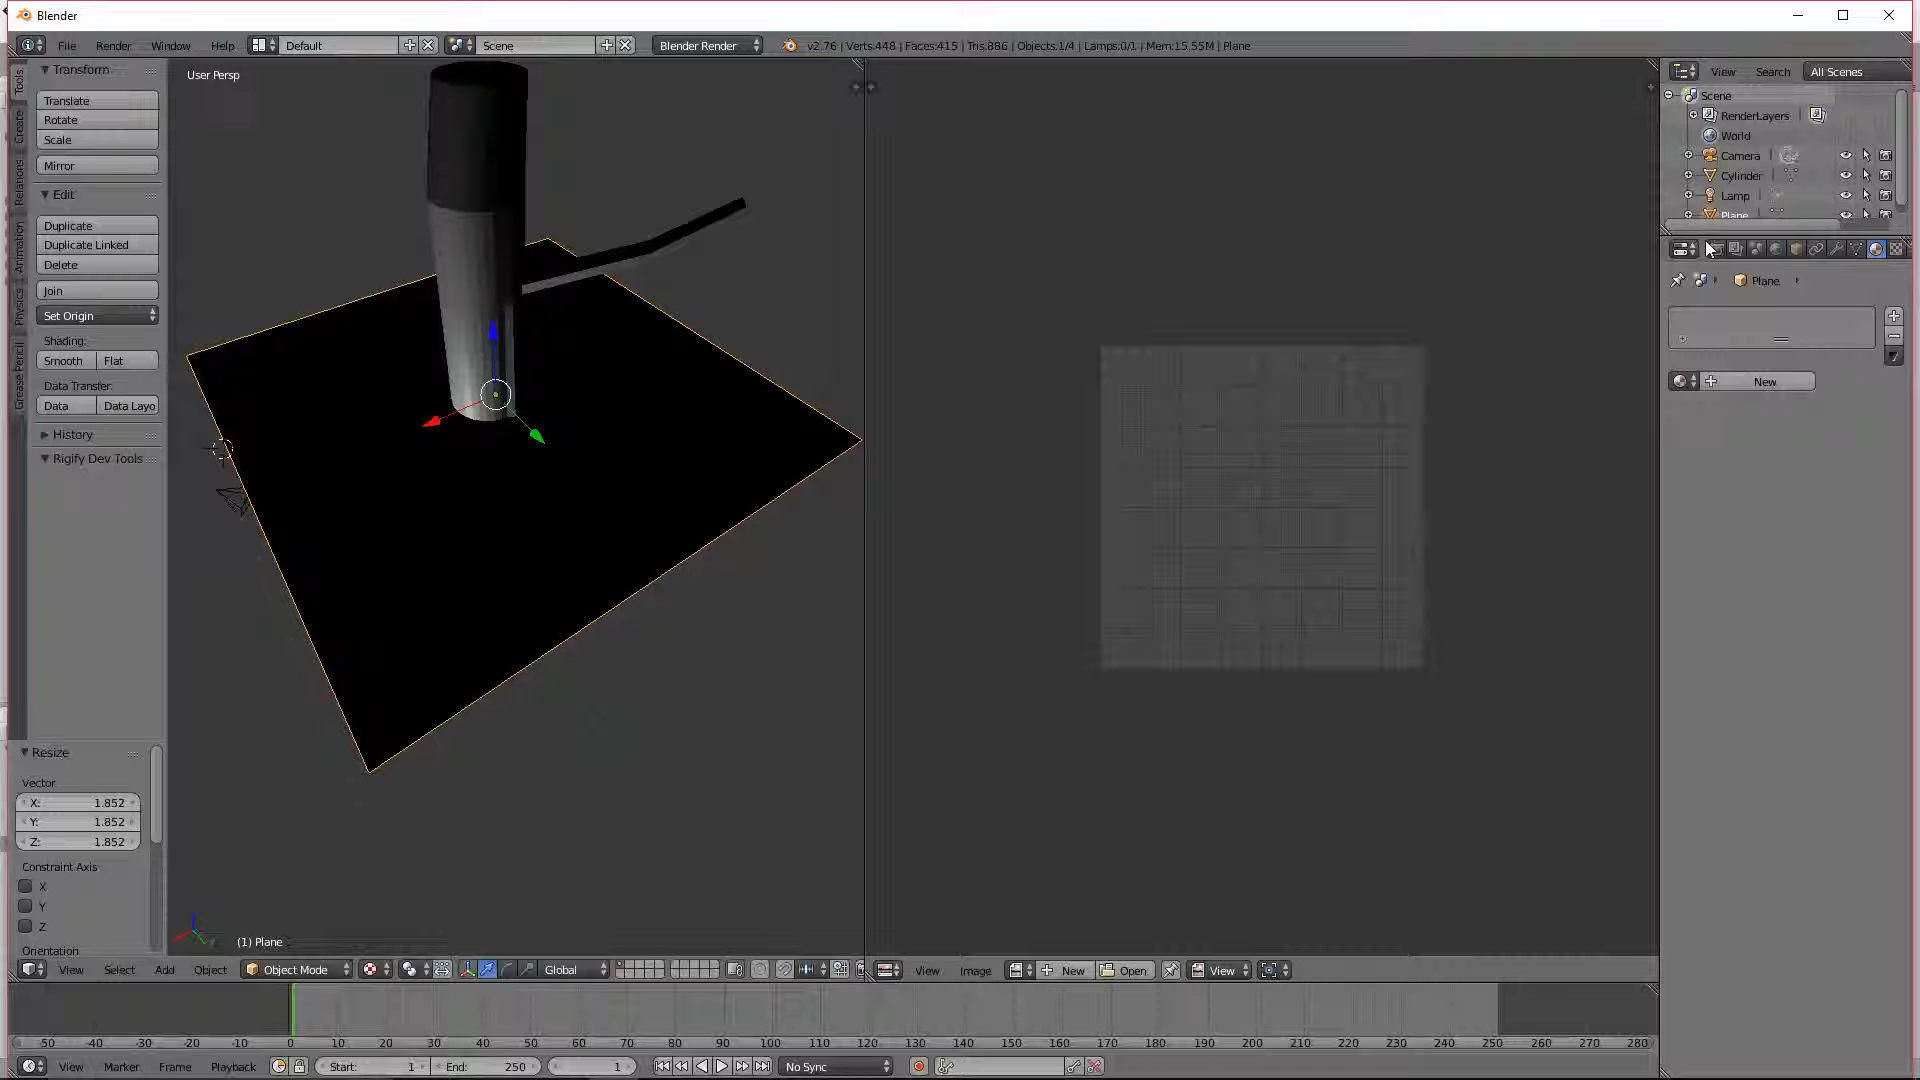 Blender
File Render Window Help Default Scene Blender Render v2.76 | Verts:448 | Faces:415 | Tris:886 | Objects:1/4 | Lamps:0/1 | Mem:15.55M | Plane
Tools
Create
Relations
Animation
Physics
Grease Pencil
Transform
Translate
Rotate
Scale
Mirror
Edit
Duplicate
Duplicate Linked
Delete
Join
Set Origin
Shading:
Smooth Flat
Data Transfer:
Data Data Layo
History
Rigify Dev Tools
Resize
Vector
X: 1.852
Y: 1.852
Z: 1.852
Constraint Axis
X
Y
Z
Orientation
User Persp
(1) Plane
View Select Add Object Object Mode Global
View Image New Open View
View Search All Scenes
Scene
RenderLayers
World
Camera
Cylinder
Lamp
Plane
Plane
New
-50 -40 -30 -20 -10 0 10 20 30 40 50 60 70 80 90 100 110 120 130 140 150 160 170 180 190 200 210 220 230 240 250 260 270 280
View Marker Frame Playback Start: 1 End: 250 1 No Sync